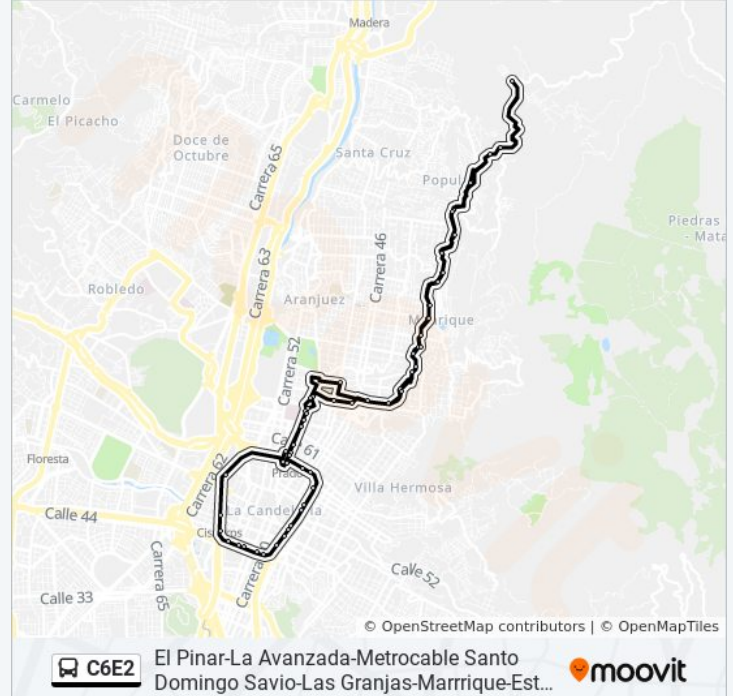 Madera
Carmelo
El Picacho
Doce de
Octubre
Carrera 65
Santa Cruz
Popul
Piedras
- Mata
Carrera 63
Carrera 46
Robledo
Aranjuez
M rique
Carrera 52
Calle 61
Floresta
Carrera 62
Prado
Villa Hermosa
La Candelaria
Calle 44
Cisneros
Carrera
Calle 52
Calle 33
Carrera 65
© OpenStreetMap contributors | © OpenMapTiles
C6E2
El Pinar-La Avanzada-Metrocable Santo
Domingo Savio-Las Granjas-Marrrique-Est...
moovit